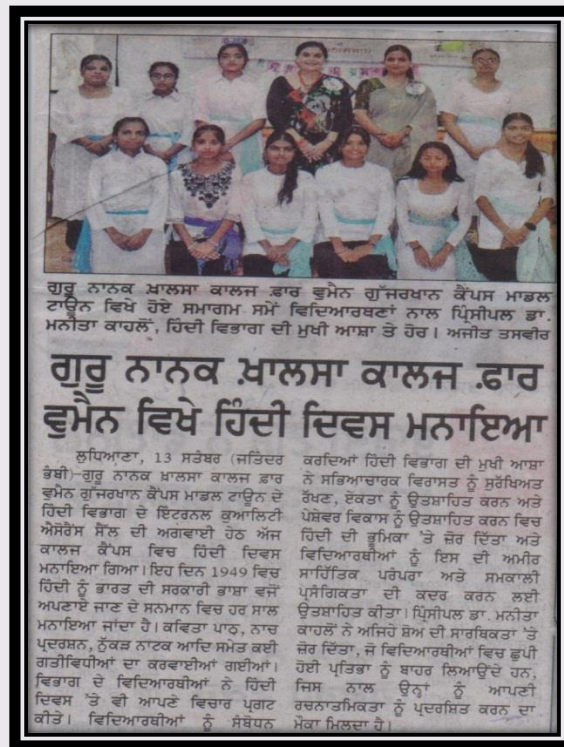 ਗੁਰੂ ਨਾਨਕ ਖ਼ਾਲਸਾ ਕਾਲਜ ਫ਼ਾਰ ਵੁਮੈਨ ਗੁੱਜਰਖਾਨ ਕੈਂਪਸ ਮਾਡਲ
ਟਾਊਨ ਵਿਖੇ ਹੋਏ ਸਮਾਗਮ ਸਮੇਂ ਵਿਦਿਆਰਥਣਾਂ ਨਾਲ ਪ੍ਰਿੰਸੀਪਲ ਡਾ.
ਮਨੀਤਾ ਕਾਹਲੋਂ, ਹਿੰਦੀ ਵਿਭਾਗ ਦੀ ਮੁਖੀ ਆਸ਼ਾ ਤੇ ਹੋਰ। ਅਜੀਤ ਤਸਵੀਰ
ਗੁਰੂ ਨਾਨਕ ਖ਼ਾਲਸਾ ਕਾਲਜ ਫ਼ਾਰ
ਵੁਮੈਨ ਵਿਖੇ ਹਿੰਦੀ ਦਿਵਸ ਮਨਾਇਆ
ਲੁਧਿਆਣਾ, 13 ਸਤੰਬਰ (ਜਤਿੰਦਰ
ਭੰਬੀ)-ਗੁਰੂ ਨਾਨਕ ਖ਼ਾਲਸਾ ਕਾਲਜ ਫ਼ਾਰ
ਵੁਮੈਨ ਗੁੱਜਰਖਾਨ ਕੈਂਪਸ ਮਾਡਲ ਟਾਊਨ ਦੇ
ਹਿੰਦੀ ਵਿਭਾਗ ਦੇ ਇੰਟਰਨਲ ਕੁਆਲਿਟੀ
ਐਸੋਰੈਂਸ ਸੈੱਲ ਦੀ ਅਗਵਾਈ ਹੇਠ ਅੱਜ
ਕਾਲਜ ਕੈਂਪਸ ਵਿਚ ਹਿੰਦੀ ਦਿਵਸ
ਮਨਾਇਆ ਗਿਆ। ਇਹ ਦਿਨ 1949 ਵਿਚ
ਹਿੰਦੀ ਨੂੰ ਭਾਰਤ ਦੀ ਸਰਕਾਰੀ ਭਾਸ਼ਾ ਵਜੋਂ
ਅਪਣਾਏ ਜਾਣ ਦੇ ਸਨਮਾਨ ਵਿਚ ਹਰ ਸਾਲ
ਮਨਾਇਆ ਜਾਂਦਾ ਹੈ। ਕਵਿਤਾ ਪਾਠ, ਨਾਚ
ਪ੍ਰਦਰਸ਼ਨ, ਨੁੱਕੜ ਨਾਟਕ ਆਦਿ ਸਮੇਤ ਕਈ
ਗਤੀਵਿਧੀਆਂ ਦਾ ਕਰਵਾਈਆਂ ਗਈਆਂ।
ਵਿਭਾਗ ਦੇ ਵਿਦਿਆਰਥੀਆਂ ਨੇ ਹਿੰਦੀ
ਦਿਵਸ 'ਤੇ ਵੀ ਆਪਣੇ ਵਿਚਾਰ ਪ੍ਰਗਟ
ਕੀਤੇ। ਵਿਦਿਆਰਥੀਆਂ ਨੂੰ ਸੰਬੋਧਨ
ਕਰਦਿਆਂ ਹਿੰਦੀ ਵਿਭਾਗ ਦੀ ਮੁਖੀ ਆਸ਼ਾ
ਨੇ ਸਭਿਆਚਾਰਕ ਵਿਰਾਸਤ ਨੂੰ ਸੁਰੱਖਿਅਤ
ਰੱਖਣ, ਏਕਤਾ ਨੂੰ ਉਤਸ਼ਾਹਿਤ ਕਰਨ ਅਤੇ
ਪੇਸ਼ੇਵਰ ਵਿਕਾਸ ਨੂੰ ਉਤਸ਼ਾਹਿਤ ਕਰਨ ਵਿਚ
ਹਿੰਦੀ ਦੀ ਭੂਮਿਕਾ 'ਤੇ ਜ਼ੋਰ ਦਿੱਤਾ ਅਤੇ
ਵਿਦਿਆਰਥੀਆਂ ਨੂੰ ਇਸ ਦੀ ਅਮੀਰ
ਸਾਹਿਤਿਕ ਪਰੰਪਰਾ ਅਤੇ ਸਮਕਾਲੀ
ਪ੍ਰਸੰਗਿਕਤਾ ਦੀ ਕਦਰ ਕਰਨ ਲਈ
ਉਤਸ਼ਾਹਿਤ ਕੀਤਾ। ਪ੍ਰਿੰਸੀਪਲ ਡਾ. ਮਨੀਤਾ
ਕਾਹਲੋਂ ਨੇ ਅਜਿਹੇ ਸ਼ੋਅ ਦੀ ਸਾਰਥਿਕਤਾ 'ਤੇ
ਜ਼ੋਰ ਦਿੱਤਾ, ਜੋ ਵਿਦਿਆਰਥੀਆਂ ਵਿਚ ਛੁਪੀ
ਹੋਈ ਪ੍ਰਤਿਭਾ ਨੂੰ ਬਾਹਰ ਲਿਆਉਂਦੇ ਹਨ,
ਜਿਸ ਨਾਲ ਉਨ੍ਹਾਂ ਨੂੰ ਆਪਣੀ
ਰਚਨਾਤਮਿਕਤਾ ਨੂੰ ਪ੍ਰਦਰਸ਼ਿਤ ਕਰਨ ਦਾ
ਮੌਕਾ ਮਿਲਦਾ ਹੈ।